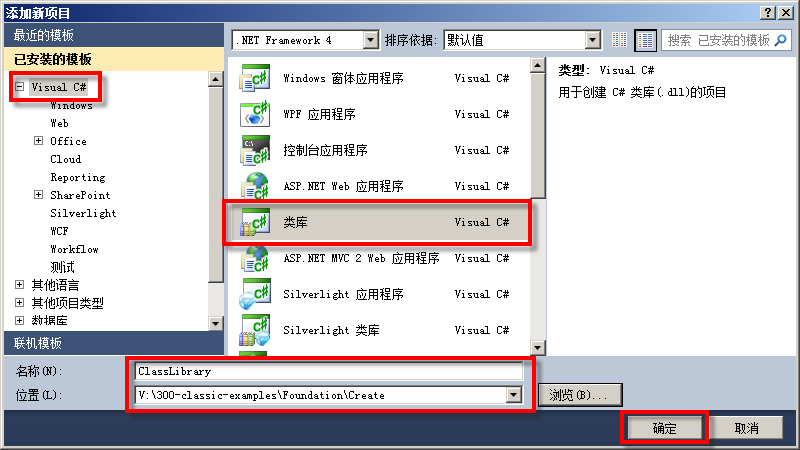 添加新项目
最近的模板
已安装的模板
Visual C#
Windows
Web
Office
Cloud
Reporting
SharePoint
Silverlight
WCF
Workflow
测试
其他语言
其他项目类型
数据库
联机模板
.NET Framework 4
排序依据: 默认值
搜索 已安装的模板
Windows 窗体应用程序 Visual C#
WPF 应用程序 Visual C#
控制台应用程序 Visual C#
ASP.NET Web 应用程序 Visual C#
类库 Visual C#
ASP.NET MVC 2 Web 应用程序 Visual C#
Silverlight 应用程序 Visual C#
Silverlight 类库 Visual C#
类型: Visual C#
用于创建 C# 类库(.dll)的项目
名称(N): ClassLibrary
位置(L): V:\300-classic-examples\Foundation\Create
浏览(B)...
确定 取消